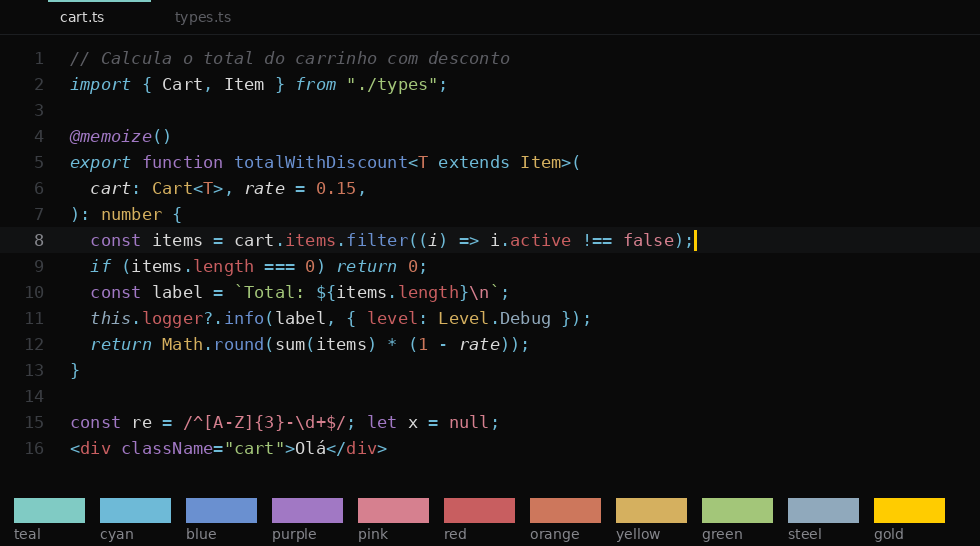 cart.ts types.ts
1 // Calcula o total do carrinho com desconto
2 import { Cart, Item } from "./types";
3
4 @memoize()
5 export function totalWithDiscount<T extends Item>(
6   cart: Cart<T>, rate = 0.15,
7 ): number {
8   const items = cart.items.filter((i) => i.active !== false);
9   if (items.length === 0) return 0;
10   const label = `Total: ${items.length}\n`;
11   this.logger?.info(label, { level: Level.Debug });
12   return Math.round(sum(items) * (1 - rate));
13 }
14
15 const re = /^[A-Z]{3}-\d+$/; let x = null;
16 <div className="cart">Olá</div>
teal cyan blue purple pink red orange yellow green steel gold